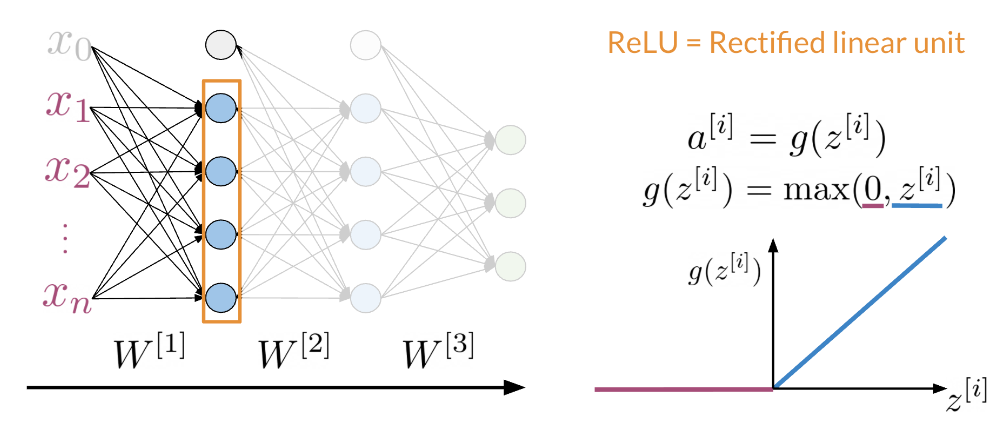 x₀
x₁
x₂
⋮
xₙ
W^[1] W^[2] W^[3]
ReLU = Rectified linear unit
a^[i] = g(z^[i])
g(z^[i]) = max(0, z^[i])
g(z^[i])
z^[i]